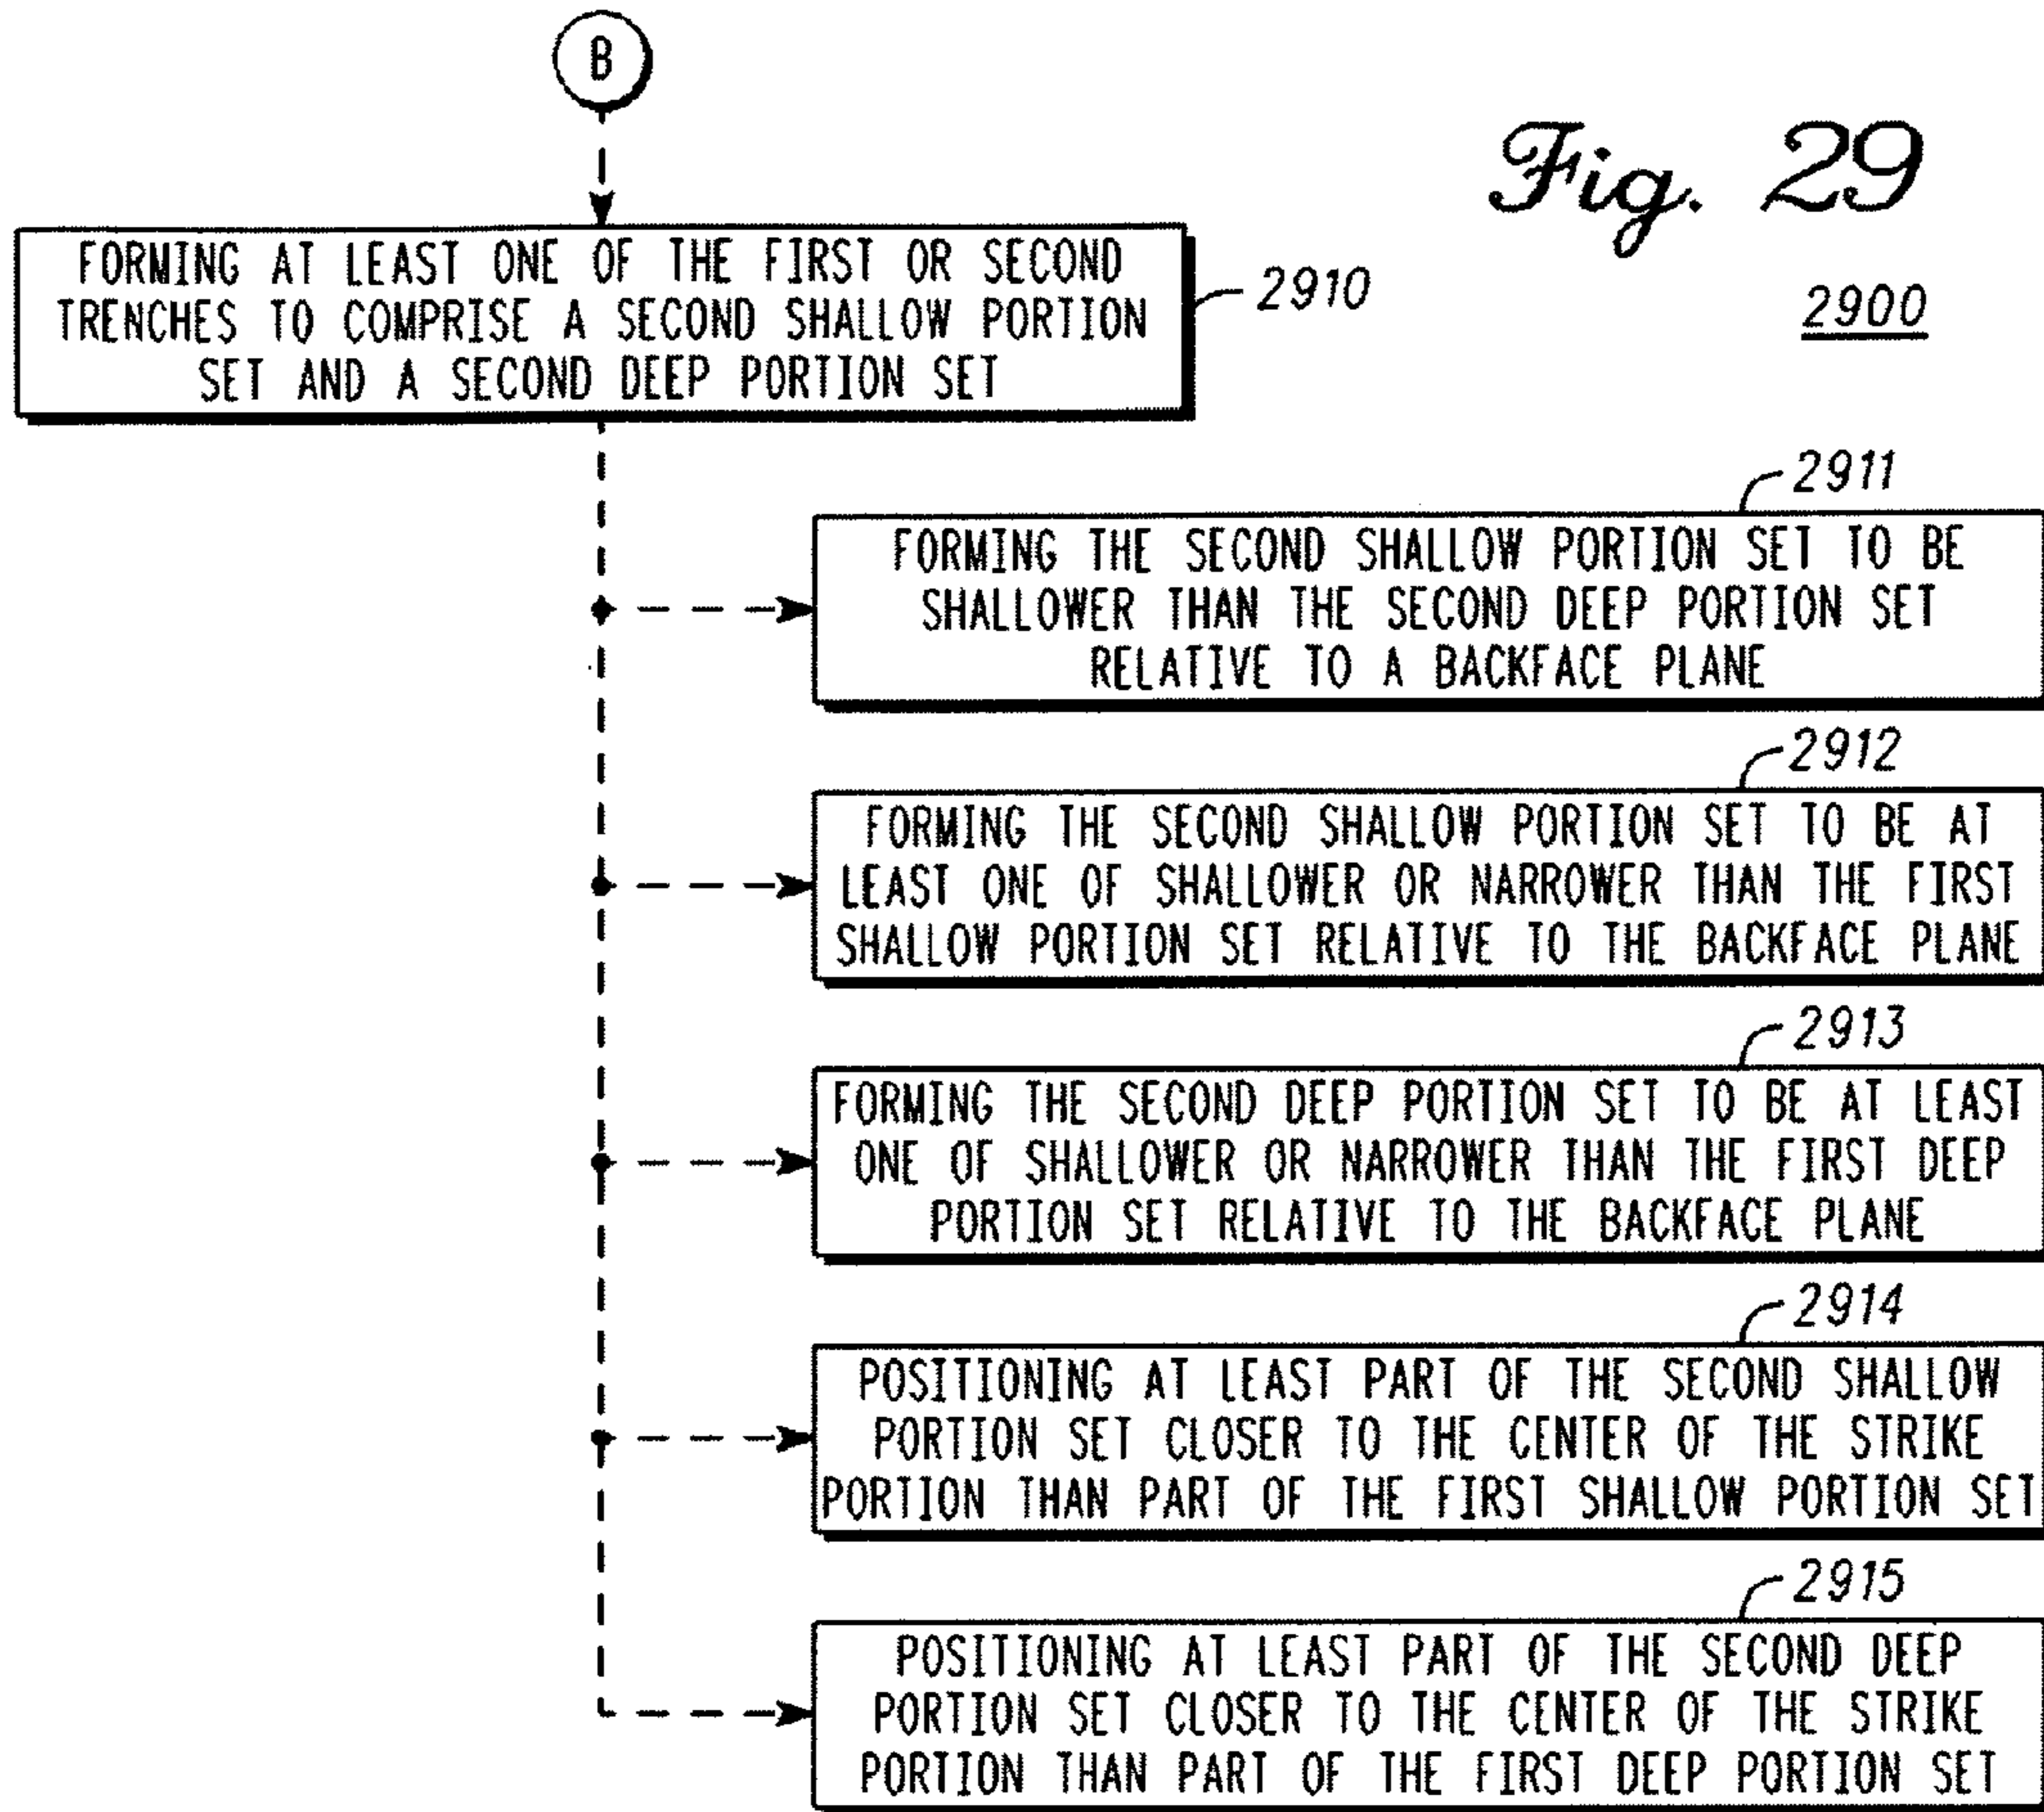 B
Fig. 29
2900
FORMING AT LEAST ONE OF THE FIRST OR SECOND
TRENCHES TO COMPRISE A SECOND SHALLOW PORTION
SET AND A SECOND DEEP PORTION SET
2910
2911
FORMING THE SECOND SHALLOW PORTION SET TO BE
SHALLOWER THAN THE SECOND DEEP PORTION SET
RELATIVE TO A BACKFACE PLANE
2912
FORMING THE SECOND SHALLOW PORTION SET TO BE AT
LEAST ONE OF SHALLOWER OR NARROWER THAN THE FIRST
SHALLOW PORTION SET RELATIVE TO THE BACKFACE PLANE
2913
FORMING THE SECOND DEEP PORTION SET TO BE AT LEAST
ONE OF SHALLOWER OR NARROWER THAN THE FIRST DEEP
PORTION SET RELATIVE TO THE BACKFACE PLANE
2914
POSITIONING AT LEAST PART OF THE SECOND SHALLOW
PORTION SET CLOSER TO THE CENTER OF THE STRIKE
PORTION THAN PART OF THE FIRST SHALLOW PORTION SET
2915
POSITIONING AT LEAST PART OF THE SECOND DEEP
PORTION SET CLOSER TO THE CENTER OF THE STRIKE
PORTION THAN PART OF THE FIRST DEEP PORTION SET